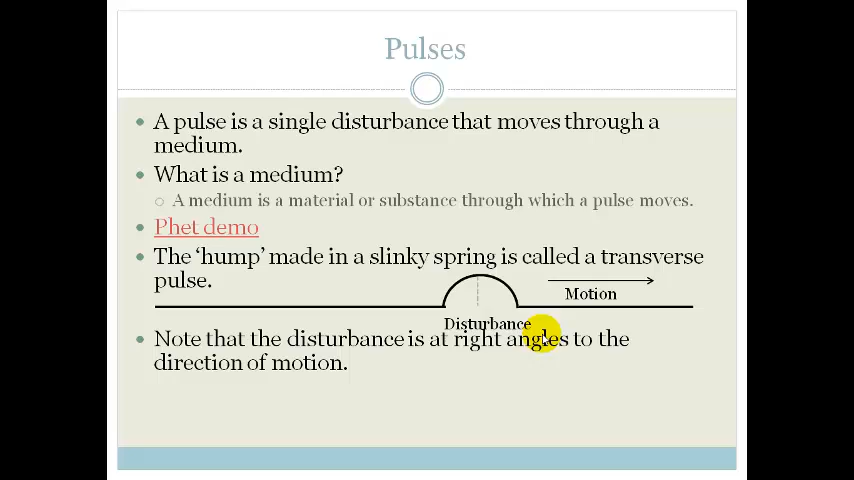 Pulses
A pulse is a single disturbance that moves through a
medium.
What is a medium?
A medium is a material or substance through which a pulse moves.
Phet demo
The ‘hump’ made in a slinky spring is called a transverse
pulse.
Motion
Disturbance
Note that the disturbance is at right angles to the
direction of motion.